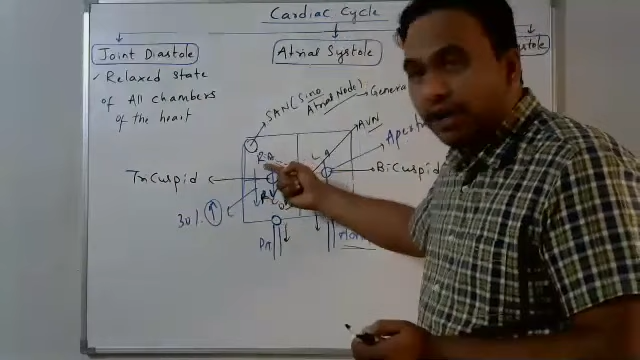 Cardiac Cycle
Joint Diastole
Atrial Systole
✓ Relaxed state
of All chambers
of the heart
SAN (Sino
Atrial Node)
Genera
AVN
RA
LA
Tricuspid
BiCuspid
30%
PA